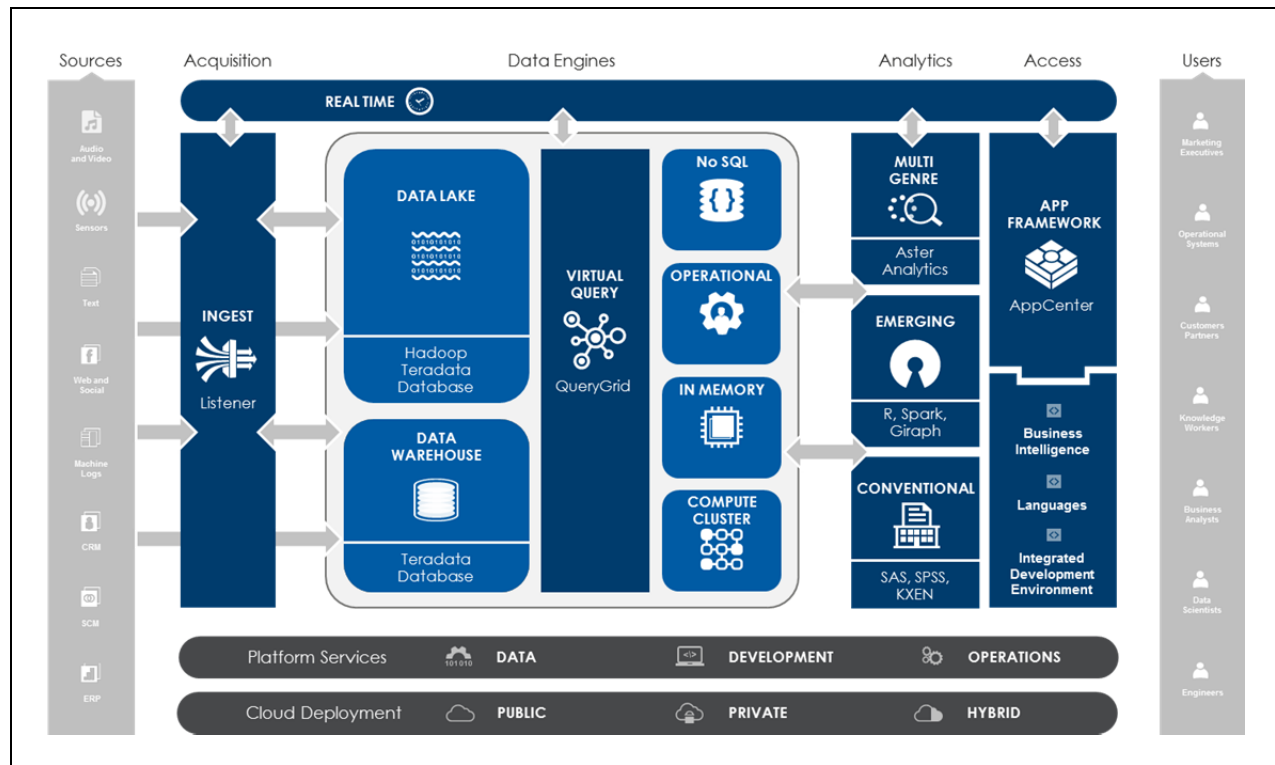 Sources
Acquisition
Data Engines
Analytics
Access
Users
REAL TIME
Audio
and Video
Sensors
Text
Web and
Social
Machine
Logs
CRM
SCM
ERP
INGEST
Listener
DATA LAKE
01010101010
01010101010
01010101010
Hadoop
Teradata
Database
DATA
WAREHOUSE
Teradata
Database
VIRTUAL
QUERY
QueryGrid
No SQL
{ }
OPERATIONAL
IN MEMORY
COMPUTE
CLUSTER
MULTI
GENRE
Aster
Analytics
EMERGING
R, Spark,
Giraph
CONVENTIONAL
SAS, SPSS,
KXEN
APP
FRAMEWORK
AppCenter
Business
Intelligence
Languages
Integrated
Development
Environment
Marketing
Executives
Operational
Systems
Customers
Partners
Knowledge
Workers
Business
Analysts
Data
Scientists
Engineers
Platform Services
101010
DATA
<\>
DEVELOPMENT
OPERATIONS
Cloud Deployment
PUBLIC
PRIVATE
HYBRID